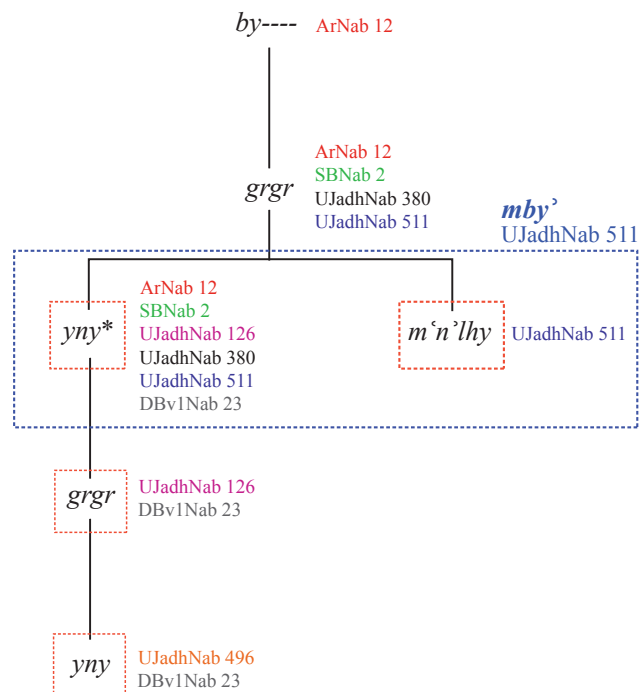 by---- ArNab 12
ArNab 12
SBNab 2
grgr UJadhNab 380
UJadhNab 511
mbyʾ
UJadhNab 511
ArNab 12
SBNab 2
yny* UJadhNab 126
mʿnʾlhy UJadhNab 511
UJadhNab 380
UJadhNab 511
DBv1Nab 23
grgr UJadhNab 126
DBv1Nab 23
yny UJadhNab 496
DBv1Nab 23